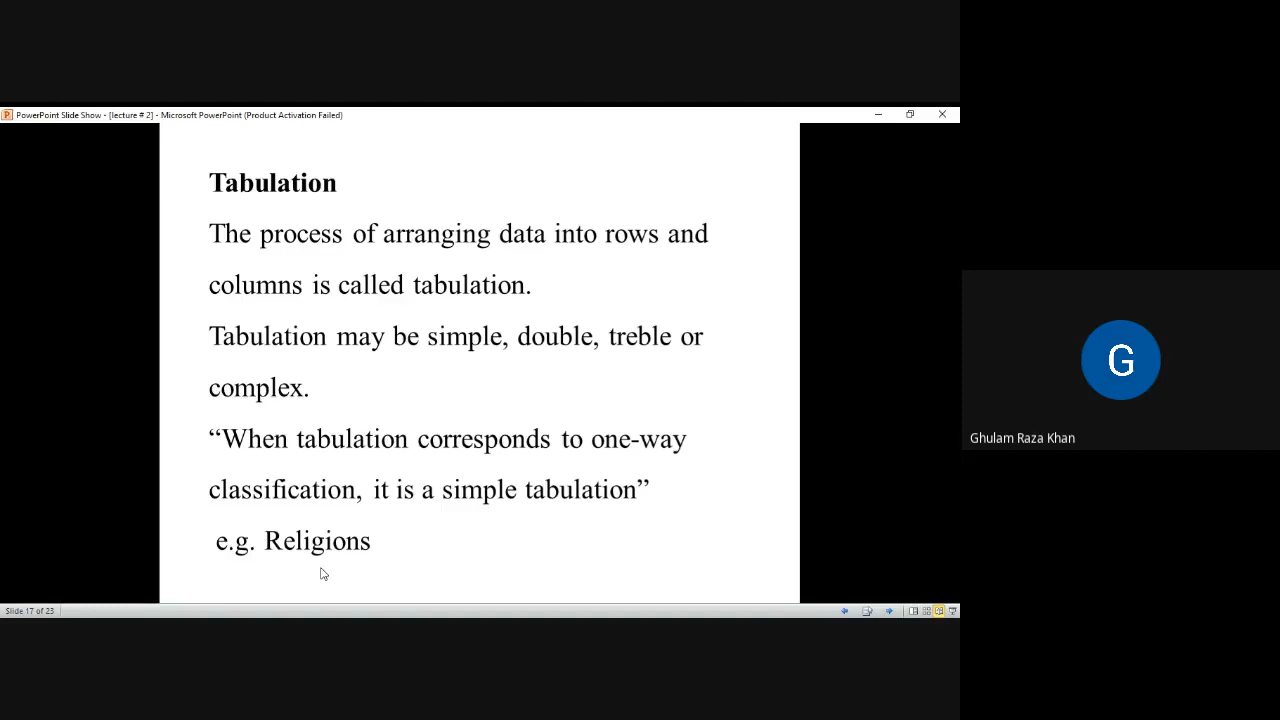 PowerPoint Slide Show - [lecture # 2] - Microsoft PowerPoint (Product Activation Failed)
Tabulation
The process of arranging data into rows and
columns is called tabulation.
Tabulation may be simple, double, treble or
complex.
“When tabulation corresponds to one-way
classification, it is a simple tabulation”
e.g. Religions
G
Ghulam Raza Khan
Slide 17 of 23